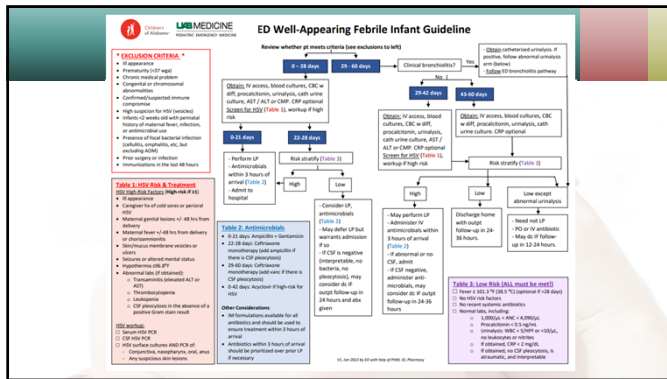 Children's
of Alabama
UAB MEDICINE
PEDIATRIC EMERGENCY MEDICINE
ED Well-Appearing Febrile Infant Guideline
Review whether pt meets criteria (see exclusions to left)
* EXCLUSION CRITERIA *
• Ill appearance
• Prematurity (<37 wga)
• Chronic medical problem
• Congenital or chromosomal
abnormalities
• Confirmed/suspected immune
compromise
• High suspicion for HSV (vesicles)
• Infants <2 weeks old with perinatal
history of maternal fever, infection,
or antimicrobial use
• Presence of focal bacterial infection
(cellulitis, omphalitis, etc, but
excluding AOM)
• Prior surgery or infection
• Immunizations in the last 48 hours
0 – 28 days
29 - 60 days
Clinical bronchiolitis?
Yes
No
- Obtain catheterized urinalysis. If
positive, follow abnormal urinalysis
arm (below)
- Follow ED bronchiolitis pathway
Obtain: IV access, blood cultures, CBC
w diff, procalcitonin, urinalysis, cath
urine culture, AST / ALT or CMP. CRP optional
Screen for HSV (Table 1), workup if high
risk
29-42 days
43-60 days
Obtain: IV access, blood
cultures, CBC w diff,
procalcitonin, urinalysis,
cath urine culture, AST /
ALT or CMP. CRP optional
Screen for HSV (Table 1),
workup if high risk
Obtain: IV access, blood cultures, CBC
w diff, procalcitonin, urinalysis, cath
urine culture. CRP optional
0-21 days
22-28 days
- Perform LP
- Antimicrobials
within 3 hours
of arrival
(Table 2)
- Admit to
hospital
Risk stratify (Table 3)
High
Low
Risk stratify (Table 3)
High
Low
Low except
abnormal urinalysis
- Consider LP,
antimicrobials
(Table 2)
- May defer LP but
warrants admission
if so
- If CSF is negative
(interpretable, no
bacteria, no
pleocytosis), may
consider dc if
outpt follow-up in
24 hours and abx
given
- May perform LP
- Administer IV
antimicrobials
within 3 hours of
arrival (Table 2)
- If abnormal or no
CSF, admit
- If CSF negative,
administer anti-
microbials, may
consider dc if outpt
follow-up in 24-36
hours
Discharge home with
outpt follow-up in 24-
36 hours.
- Need not LP
- PO or IV antibiotic
- May dc if follow-up
in 12-24 hours.
Table 1: HSV Risk & Treatment
HSV High-Risk Factors (High-risk if ≥1)
• Ill appearance
• Caregiver hx of cold sores or perioral
HSV
• Maternal genital lesions +/- 48 hrs from
delivery
• Maternal fever +/-48 hrs from delivery
or chorioamnionitis
• Skin/mucus membrane vesicles or
ulcers
• Seizures or altered mental status
• Hypothermia ≤96.8°F
• Abnormal labs (if obtained):
o Transaminitis (elevated ALT or
AST)
o Thrombocytopenia
o Leukopenia
o CSF pleocytosis in the absence of a
positive Gram stain result
HSV workup:
☐ Serum HSV PCR
☐ CSF HSV PCR
☐ HSV surface cultures AND PCR of:
- Conjunctiva, nasopharynx, oral, anus
- Any suspicious skin lesions
Table 2: Antimicrobials
• 0-21 days: Ampicillin + Gentamicin
• 22-28 days: Ceftriaxone
monotherapy (add ampicillin if
there is CSF pleocytosis)
• 29-60 days: Ceftriaxone
monotherapy (add vanc if there is
CSF pleocytosis)
• 0-42 days: Acyclovir if high-risk for
HSV
Other Considerations:
• IM formulations available for all
antibiotics and should be used to
ensure treatment within 3 hours of
arrival
• Antibiotics within 3 hours of arrival
should be prioritized over prior LP
if necessary
Table 3: Low Risk (ALL must be met!)
☐ Fever ≤ 101.3 °F (38.5 °C) (optional if >28 days)
☐ No HSV risk factors
☐ No recent systemic antibiotics
☐ Normal labs, including:
o 1,000/µL < ANC < 4,090/µL
o Procalcitonin < 0.5 ng/mL
o Urinalysis: WBC < 5/HPF or <10/µL,
no leukocytes or nitrites
o If obtained, CRP < 2 mg/dL
o If obtained, no CSF pleocytosis, is
atraumatic, and interpretable
V3, Jan 2022 by ED with help of PHM, ID, Pharmacy